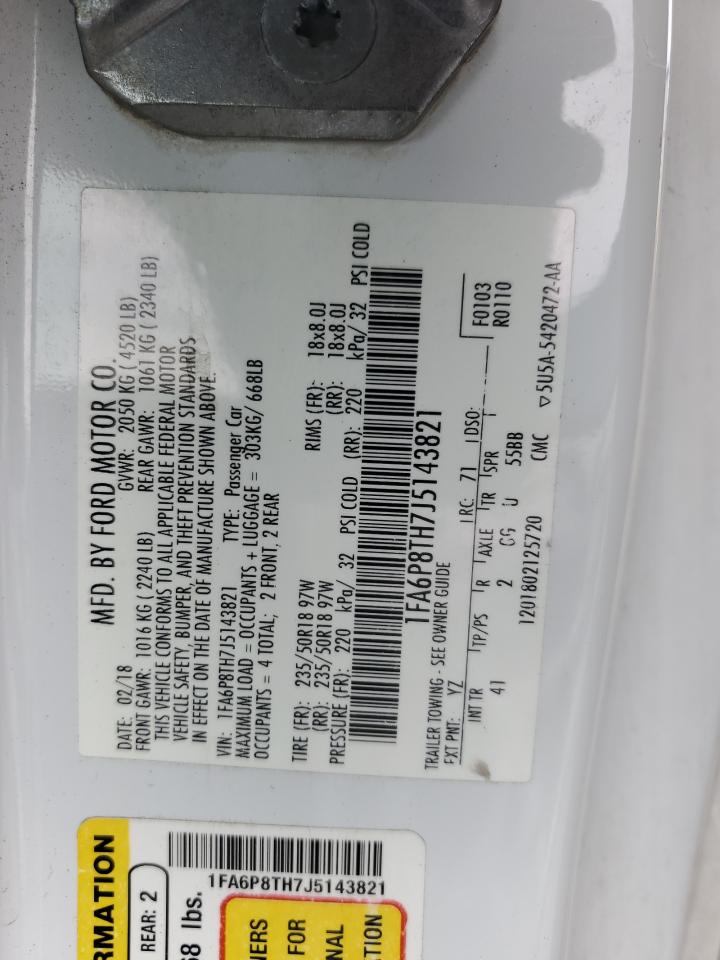 MFD. BY FORD MOTOR CO.
DATE: 02/18 GVWR: 2050 KG ( 4520 LB)
FRONT GAWR: 1016 KG (2240 LB) REAR GAWR: 1061 KG ( 2340 LB)
THIS VEHICLE CONFORMS TO ALL APPLICABLE FEDERAL MOTOR
VEHICLE SAFETY, BUMPER, AND THEFT PREVENTION STANDARDS
IN EFFECT ON THE DATE OF MANUFACTURE SHOWN ABOVE.
VIN: 1FA6P8TH7J5143821 TYPE: Passenger Car
MAXIMUM LOAD = OCCUPANTS + LUGGAGE = 303KG/ 668LB
OCCUPANTS = 4 TOTAL; 2 FRONT, 2 REAR
TIRE (FR): 235/50R18 97W RIMS (FR): 18x8.0J
(RR): 235/50R18 97W (RR): 18x8.0J
PRESSURE (FR): 220 kPa/ 32 PSI COLD (RR): 220 kPa/ 32 PSI COLD
1FA6P8TH7J5143821
TRAILER TOWING - SEE OWNER GUIDE
EXT PNT: YZ RC: 71 DSO: F0103
R0110
INT TR TP/PS R AXLE TR SPR
41 2 CG U 55BB
1201802125720 CMC ▽5U5A-5420472-AA
RMATION
REAR: 2
68 lbs.
1FA6P8TH7J5143821
NERS
FOR
NAL
TION